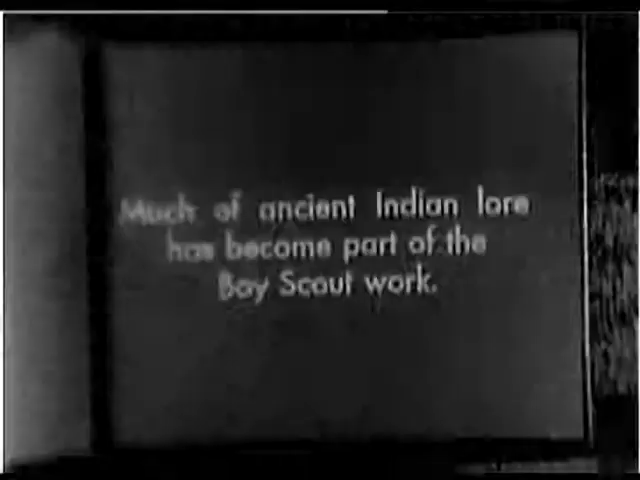 Much of ancient Indian lore
has become part of the
Boy Scout work.